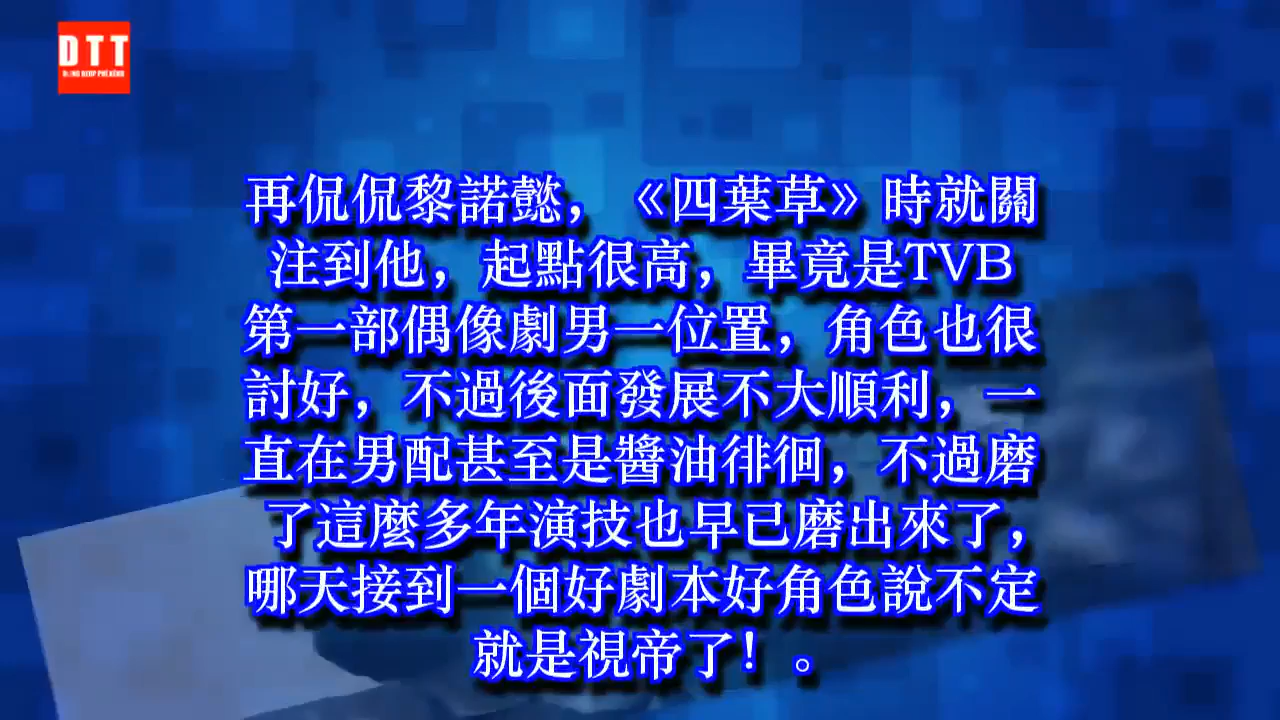 DTT
再侃侃黎諾懿，《四葉草》時就關
注到他，起點很高，畢竟是TVB
第一部偶像劇男一位置，角色也很
討好，不過後面發展不大順利，一
直在男配甚至是醬油徘徊，不過磨
了這麼多年演技也早已磨出來了，
哪天接到一個好劇本好角色說不定
就是視帝了！。